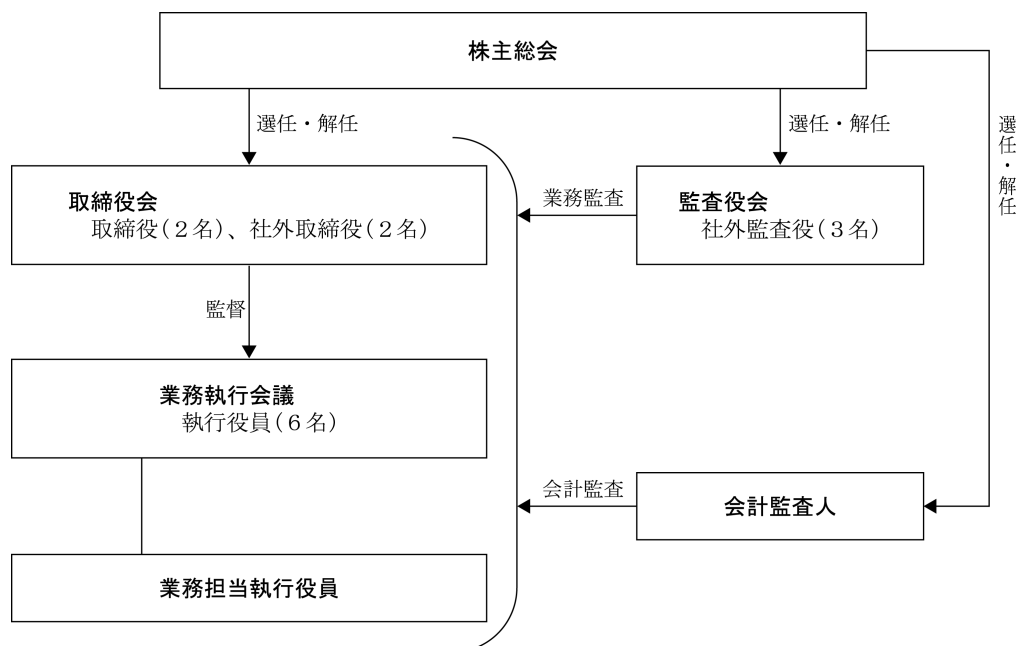 株主総会
選任・解任
選任・解任
選任・解任
取締役会
取締役(2名)、社外取締役(2名)
業務監査
監査役会
社外監査役(3名)
監督
業務執行会議
執行役員(6名)
会計監査
会計監査人
業務担当執行役員